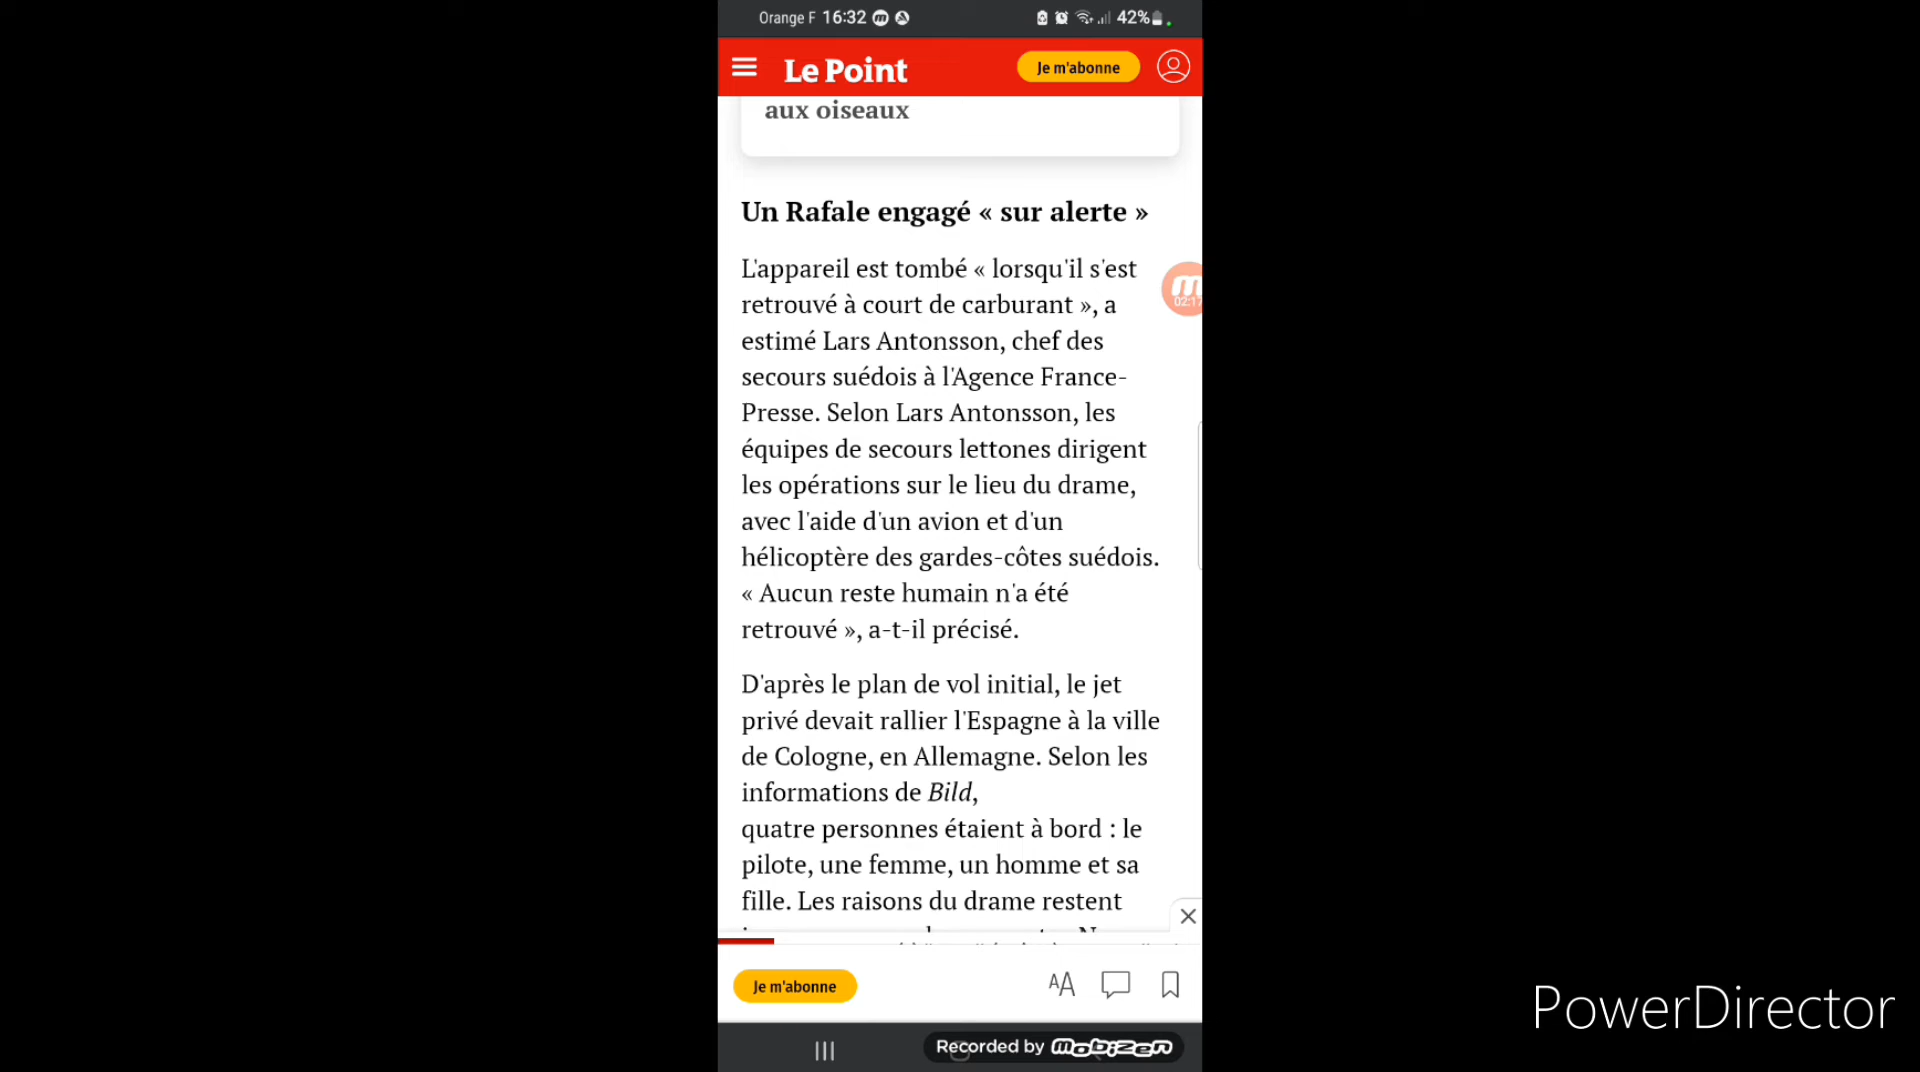 Orange F 16:32
42%
Le Point
Je m'abonne
aux oiseaux
Un Rafale engagé « sur alerte »
L'appareil est tombé « lorsqu'il s'est
retrouvé à court de carburant », a
estimé Lars Antonsson, chef des
secours suédois à l'Agence France-
Presse. Selon Lars Antonsson, les
équipes de secours lettones dirigent
les opérations sur le lieu du drame,
avec l'aide d'un avion et d'un
hélicoptère des gardes-côtes suédois.
« Aucun reste humain n'a été
retrouvé », a-t-il précisé.
D'après le plan de vol initial, le jet
privé devait rallier l'Espagne à la ville
de Cologne, en Allemagne. Selon les
informations de Bild,
quatre personnes étaient à bord : le
pilote, une femme, un homme et sa
fille. Les raisons du drame restent
Je m'abonne
AA
Recorded by mobizen
PowerDirector